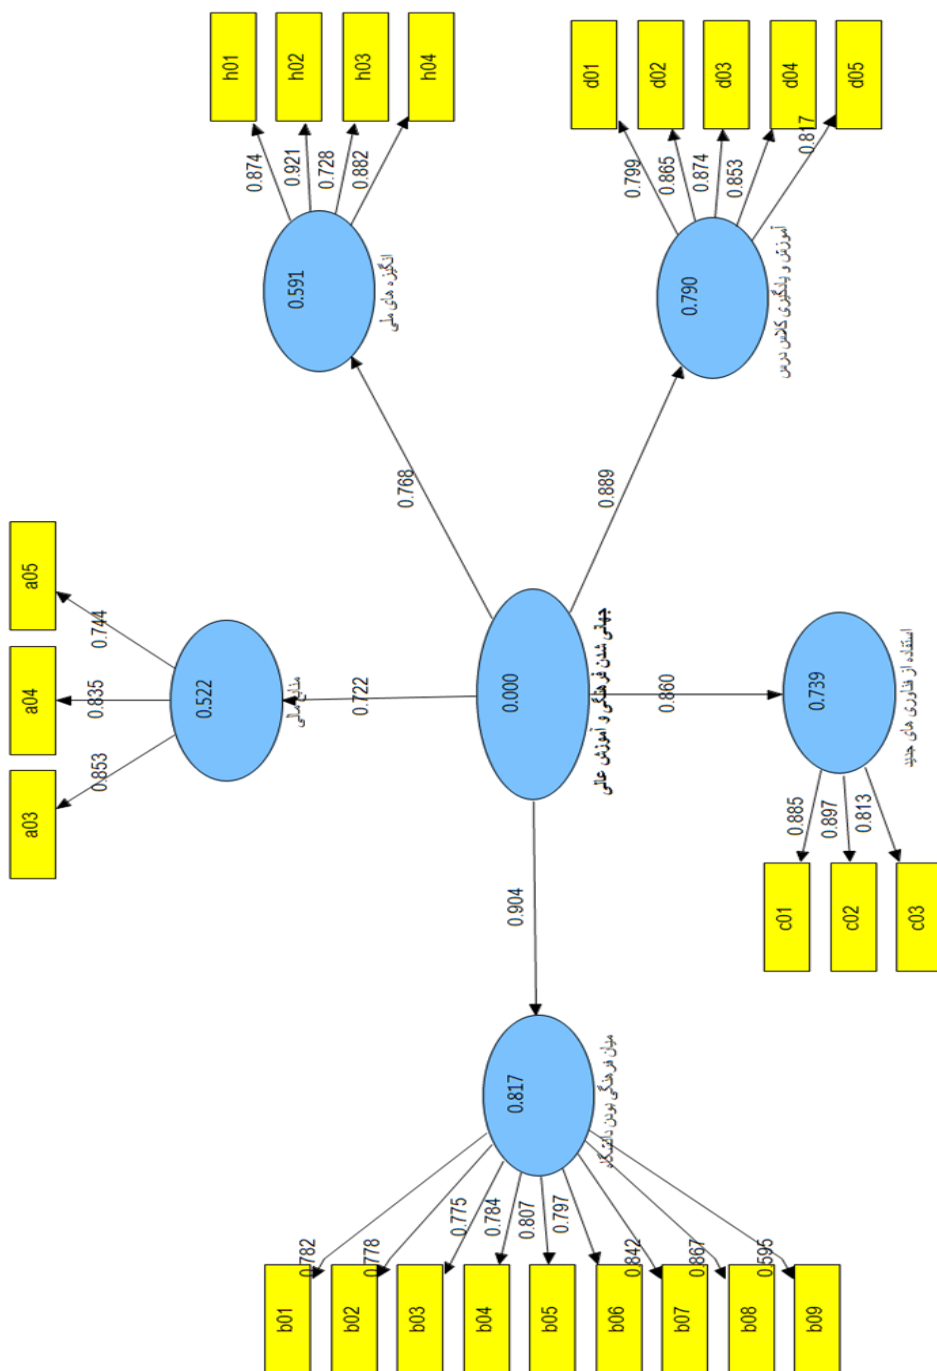 h01
h02
h03
h04
0.874
0.921
0.728
0.882
0.591
انگیزه های ملی
d01
d02
d03
d04
d05
0.799
0.865
0.874
0.853
0.817
0.790
آموزش و یادگیری کلاس درس
0.768
0.889
a05
a04
a03
0.744
0.835
0.853
0.522
منابع مالی
0.722
0.000
جهانی شدن فرهنگی و آموزش عالی
0.860
0.739
استفاده از فناوری های جدید
0.885
0.897
0.813
c01
c02
c03
0.904
0.817
میان فرهنگی بودن دانشگاه
0.782
0.778
0.775
0.784
0.807
0.797
0.842
0.867
0.595
b01
b02
b03
b04
b05
b06
b07
b08
b09